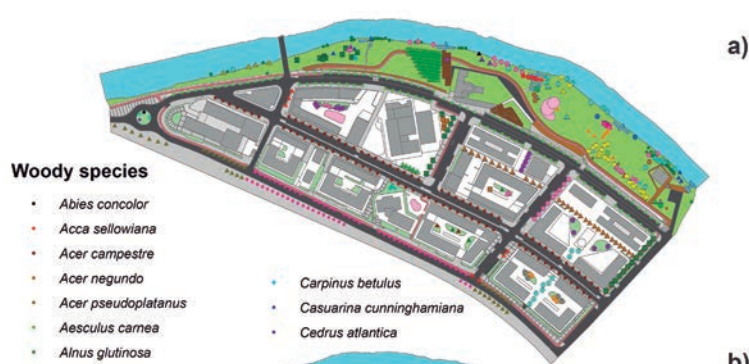 a)
Woody species
Abies concolor
Acca sellowiana
Acer campestre
Acer negundo
Acer pseudoplatanus
Aesculus carnea
Alnus glutinosa
Carpinus betulus
Casuarina cunninghamiana
Cedrus atlantica
b)